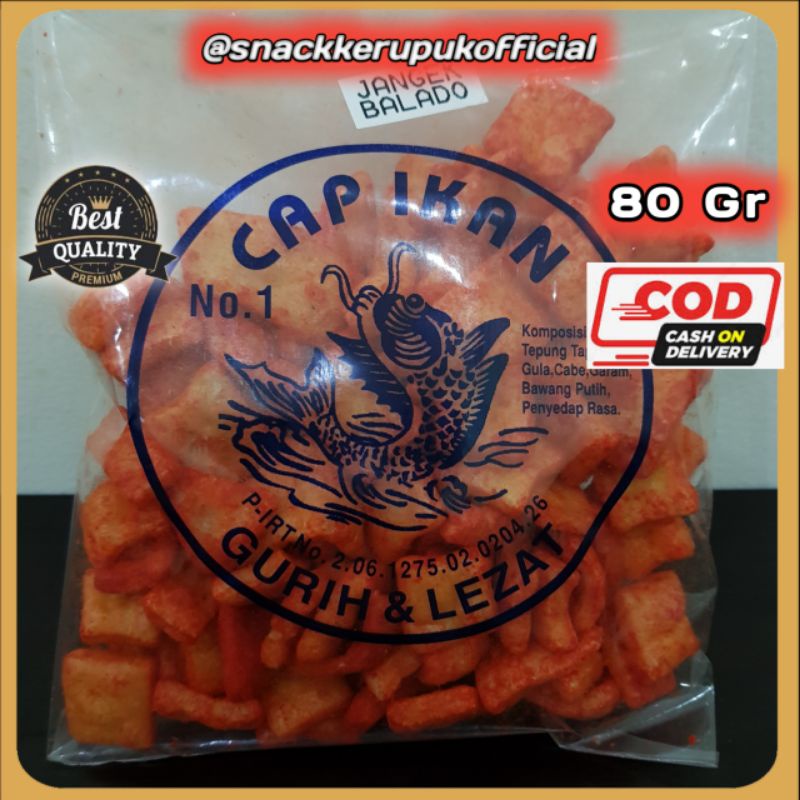 @snackkerupukofficial
JANGEK
BALADO
80 Gr
Best
QUALITY
PREMIUM
CAP IKAN
No.1
COD
CASH ON
DELIVERY
Komposisi
Tepung
Gula,Cabe,Garam,
Bawang Putih,
Penyedap Rasa.
P-IRT No. 2.06.1275.02.0204.26
GURIH & LEZAT